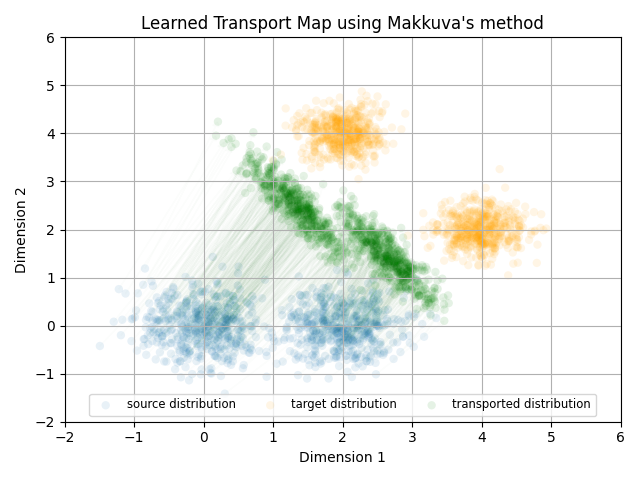 Learned Transport Map using Makkuva's method
6
5
4
3
2
1
0
−1
−2
Dimension 2
source distribution target distribution transported distribution
−2 −1 0 1 2 3 4 5 6
Dimension 1